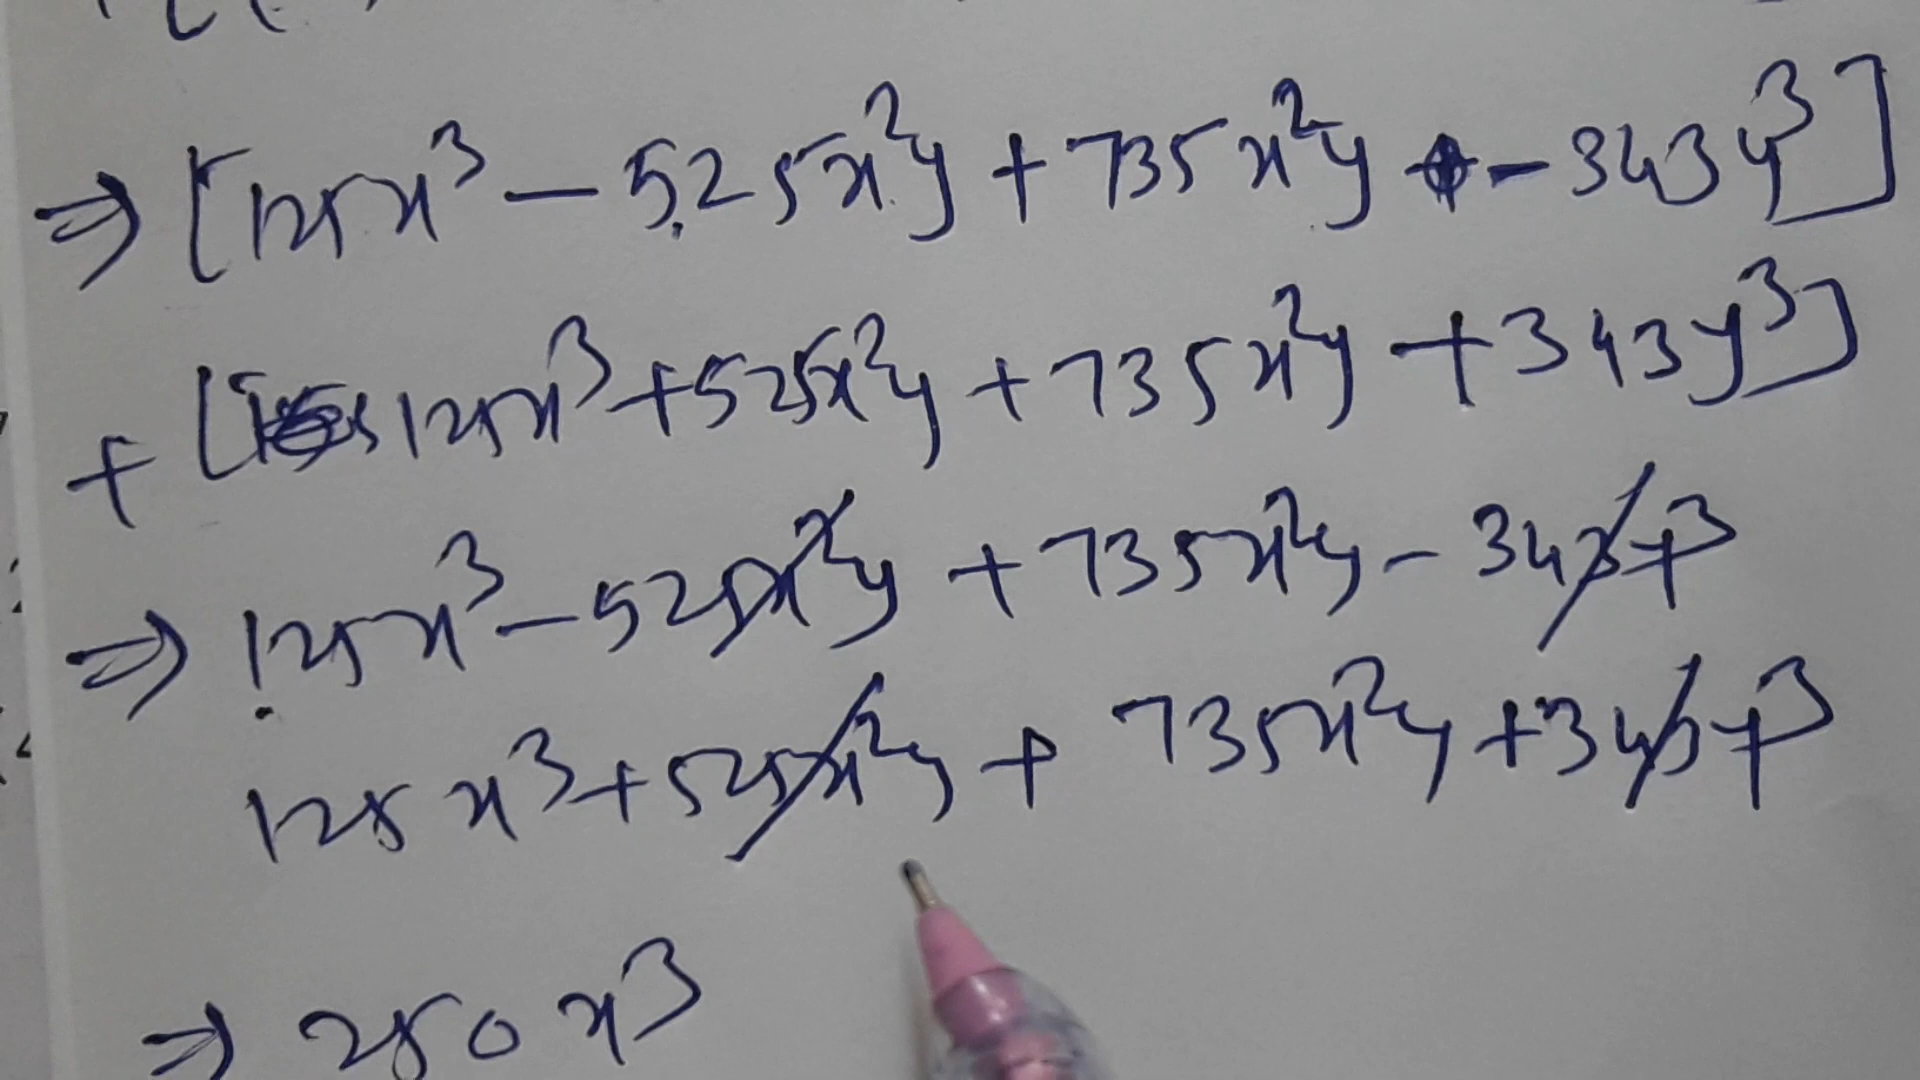 ⇒ [125x³ - 525x²y + 735x²y - 343y³]
+ [125x³ + 525x²y + 735x²y + 343y³]
⇒ 125x³ - 525x²y + 735x²y - 343y³
125x³ + 525x²y + 735x²y + 343y³
⇒ 250x³